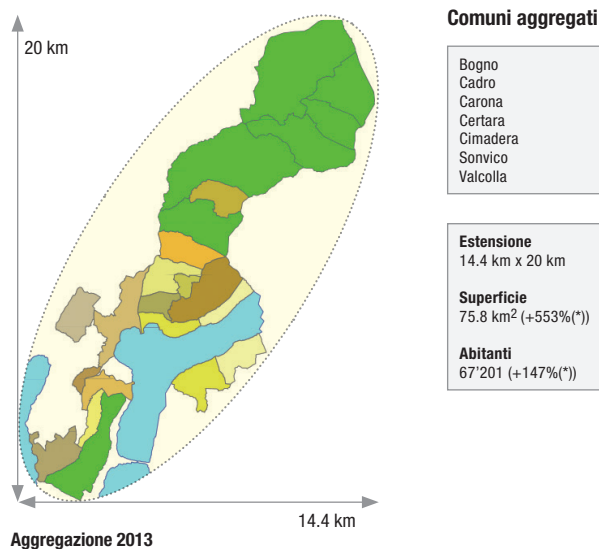 20 km
14.4 km
Aggregazione 2013
Comuni aggregati
Bogno
Cadro
Carona
Certara
Cimadera
Sonvico
Valcolla
Estensione
14.4 km x 20 km
Superficie
75.8 km² (+553%(*))
Abitanti
67'201 (+147%(*))